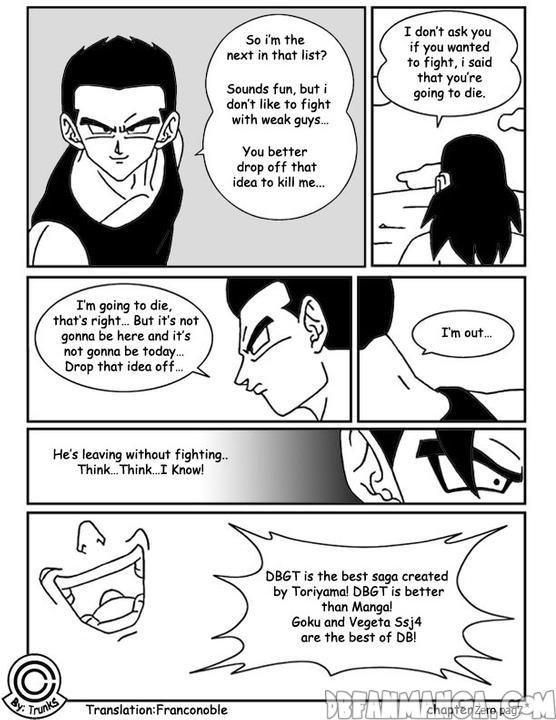 So i'm the
next in that list?
Sounds fun, but i
don't like to fight
with weak guys...
You better
drop off that
idea to kill me...
I don't ask you
if you wanted
to fight, i said
that you're
going to die.
I'm going to die,
that's right... But it's not
gonna be here and it's
not gonna be today...
Drop that idea off...
I'm out...
He's leaving without fighting..
Think...Think...I Know!
DBGT is the best saga created
by Toriyama! DBGT is better
than Manga!
Goku and Vegeta Ssj4
are the best of DB!
By: Trunks
Translation:Franconoble
chapter Zero pag7
DBFANMANGA.COM